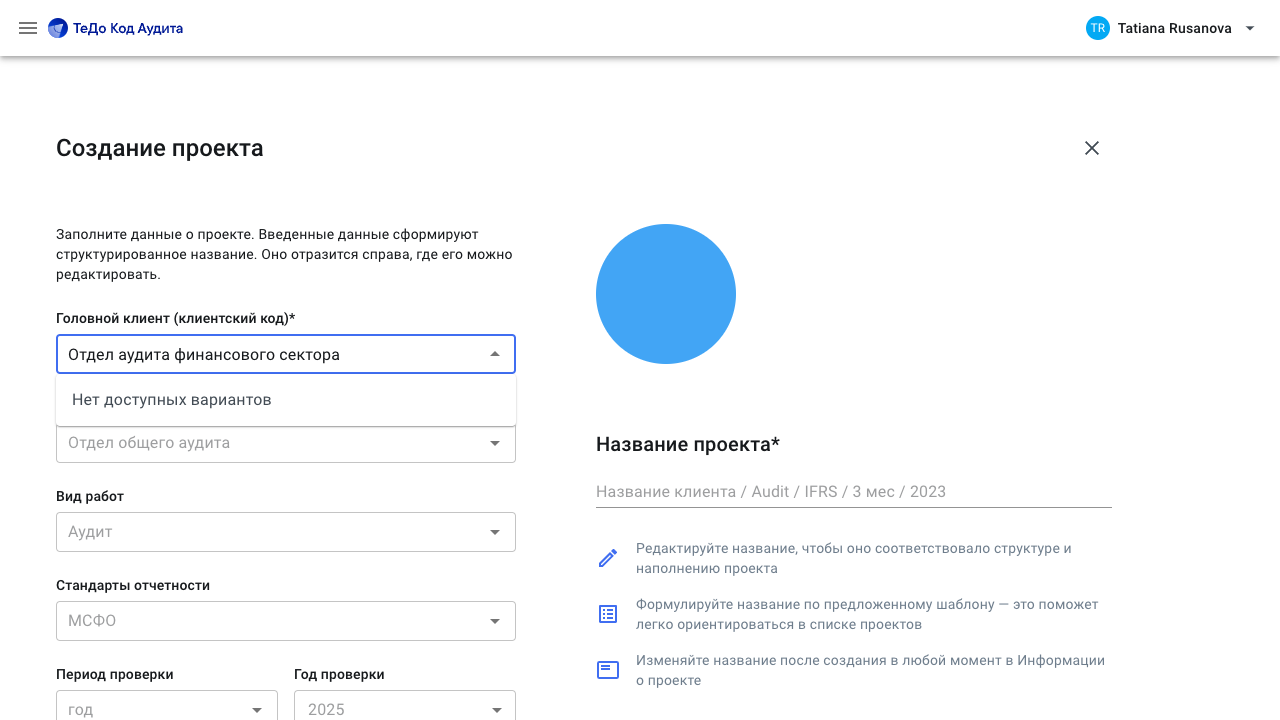 ТеДо Код Аудита
TR
Tatiana Rusanova
Создание проекта
Заполните данные о проекте. Введенные данные сформируют
структурированное название. Оно отразится справа, где его можно
редактировать.
Головной клиент (клиентский код)*
Отдел аудита финансового сектора
Нет доступных вариантов
Отдел общего аудита
Вид работ
Аудит
Стандарты отчетности
МСФО
Период проверки
Год проверки
год
2025
Название проекта*
Название клиента / Audit / IFRS / 3 мес / 2023
Редактируйте название, чтобы оно соответствовало структуре и
наполнению проекта
Формулируйте название по предложенному шаблону — это поможет
легко ориентироваться в списке проектов
Изменяйте название после создания в любой момент в Информации
о проекте